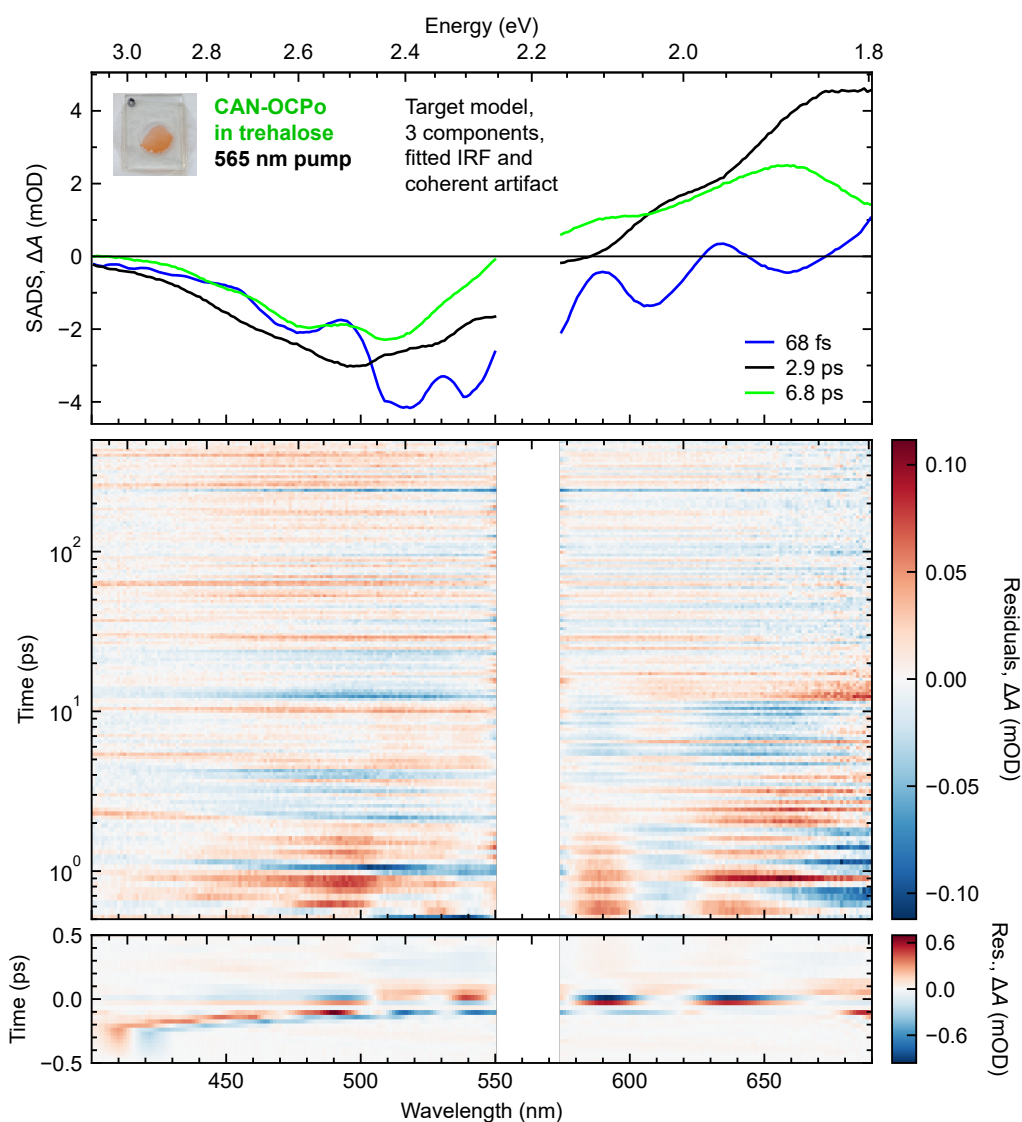 Energy (eV)
3.0 2.8 2.6 2.4 2.2 2.0 1.8
CAN-OCPo
in trehalose
565 nm pump
Target model,
3 components,
fitted IRF and
coherent artifact
SADS, ΔA (mOD)
4
2
0
−2
−4
68 fs
2.9 ps
6.8 ps
Time (ps)
10²
10¹
10⁰
0.10
0.05
0.00
−0.05
−0.10
Residuals, ΔA (mOD)
Time (ps)
0.5
0.0
−0.5
0.6
0.0
−0.6
Res., ΔA (mOD)
450 500 550 600 650
Wavelength (nm)